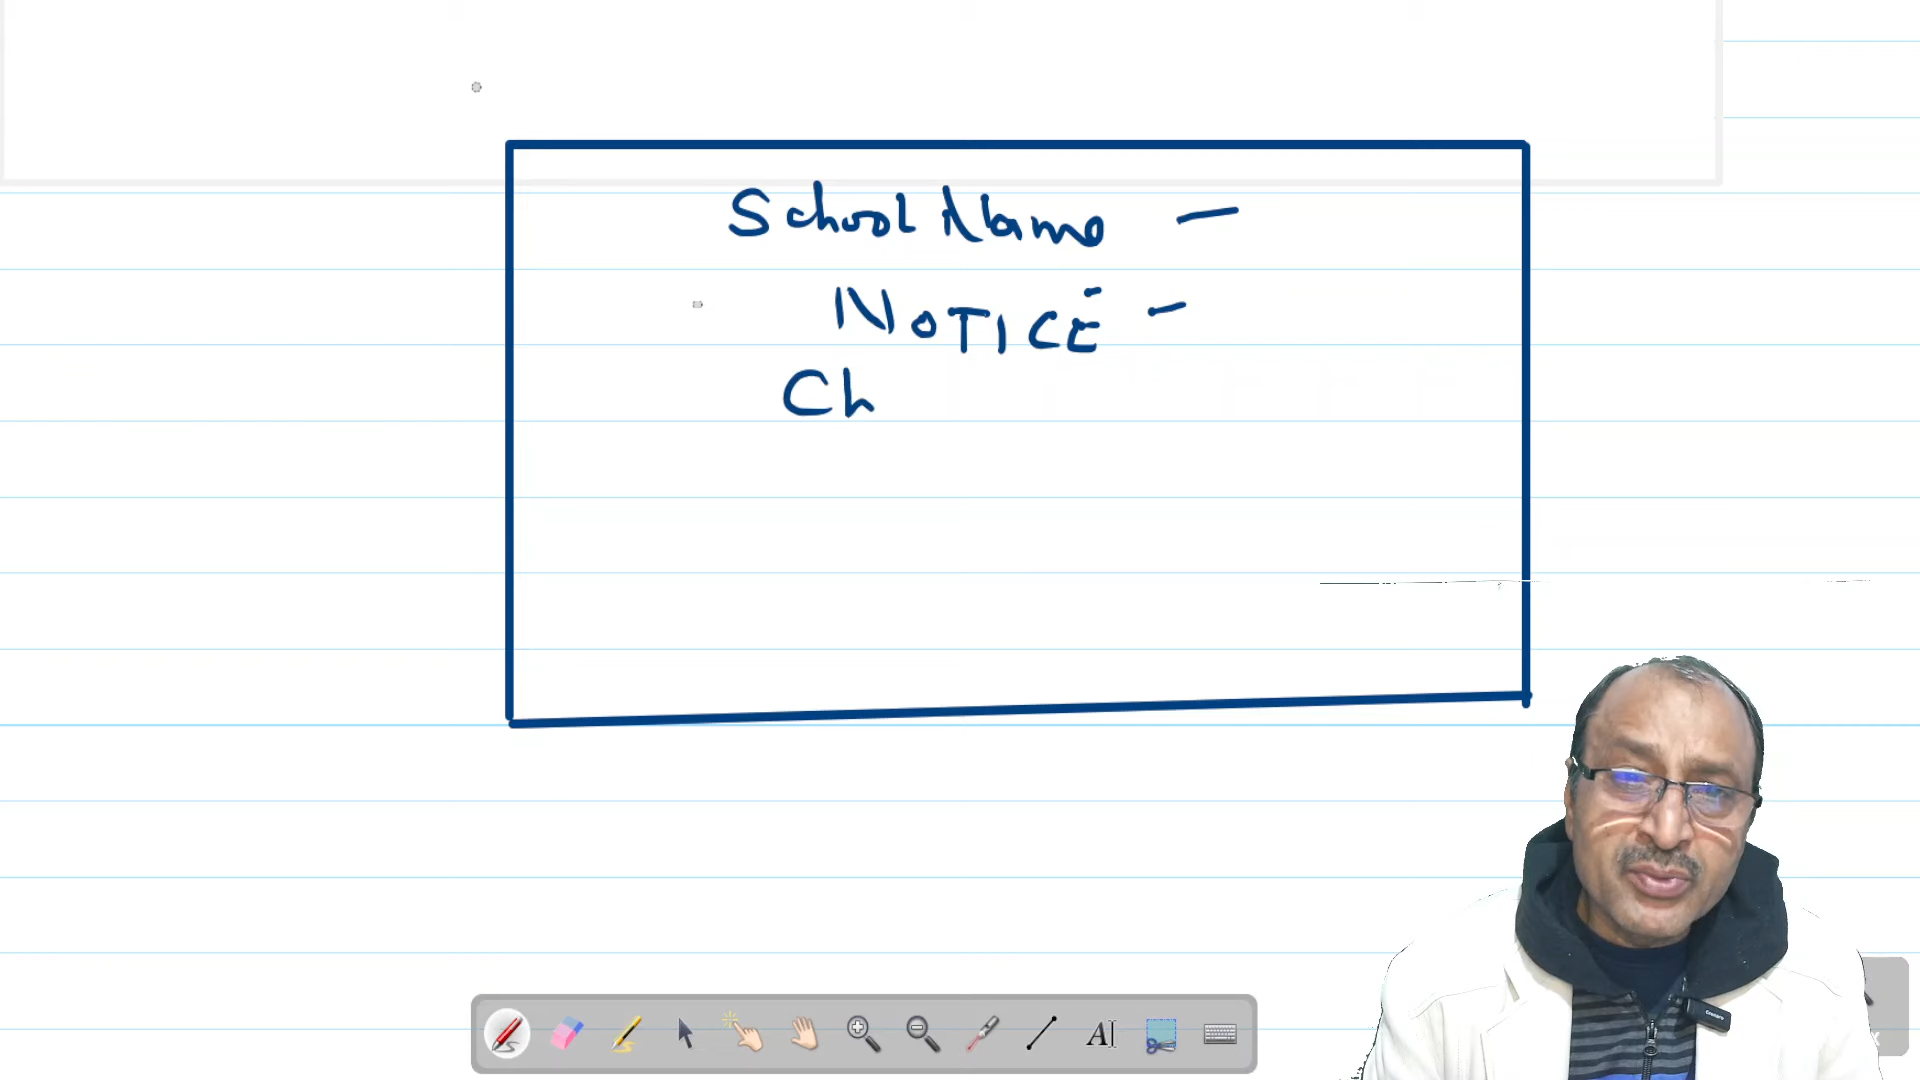 School Name —
NOTICE —
Ch